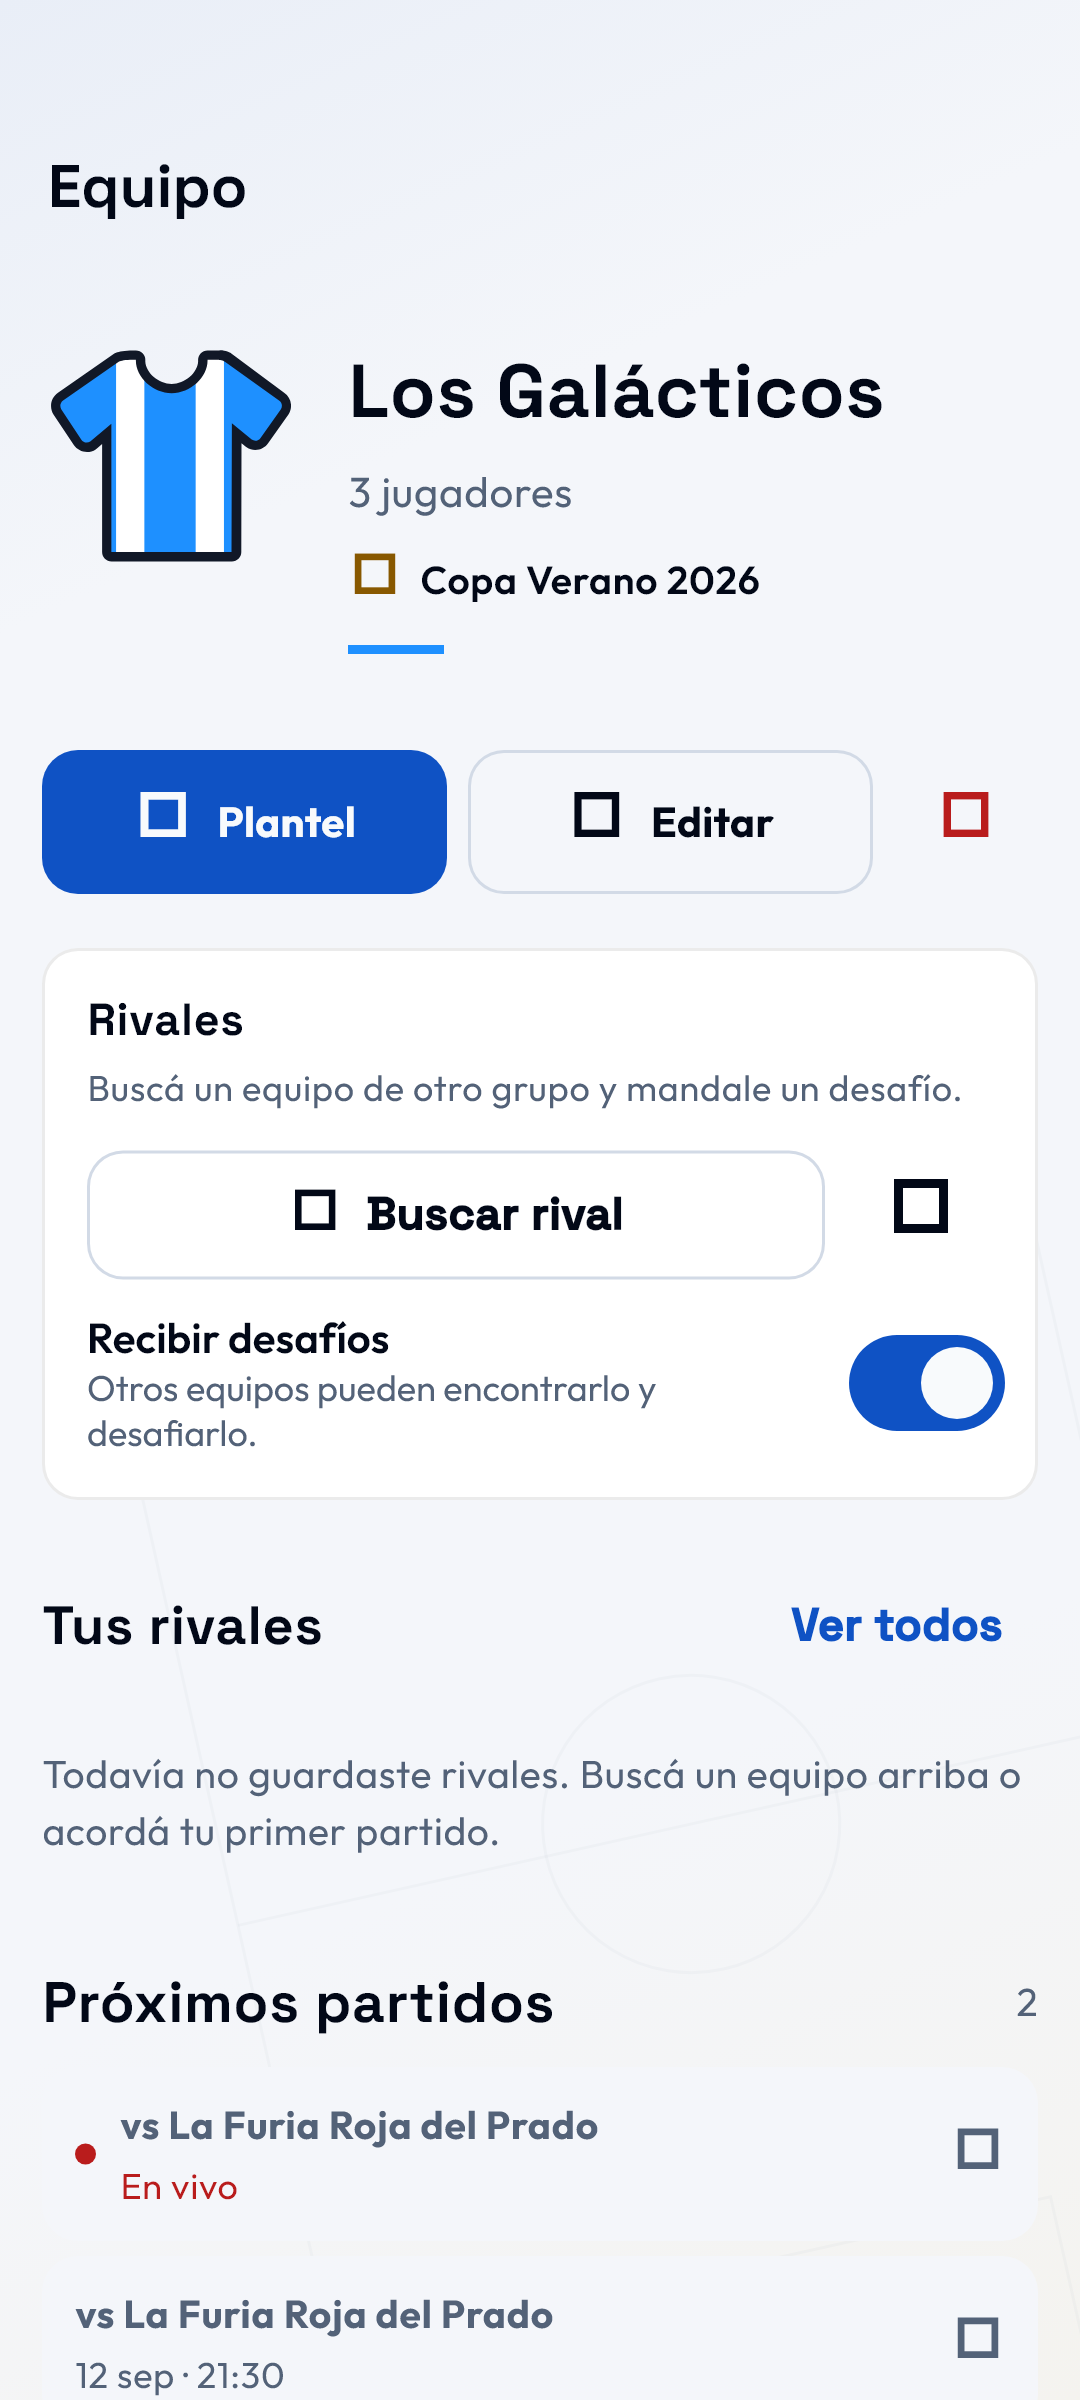 Equipo
Los Galácticos
3 jugadores
Copa Verano 2026
Plantel
Editar
Rivales
Buscá un equipo de otro grupo y mandale un desafío.
Buscar rival
Recibir desafíos
Otros equipos pueden encontrarlo y
desafiarlo.
Tus rivales
Ver todos
Todavía no guardaste rivales. Buscá un equipo arriba o
acordá tu primer partido.
Próximos partidos
2
vs La Furia Roja del Prado
En vivo
vs La Furia Roja del Prado
12 sep · 21:30